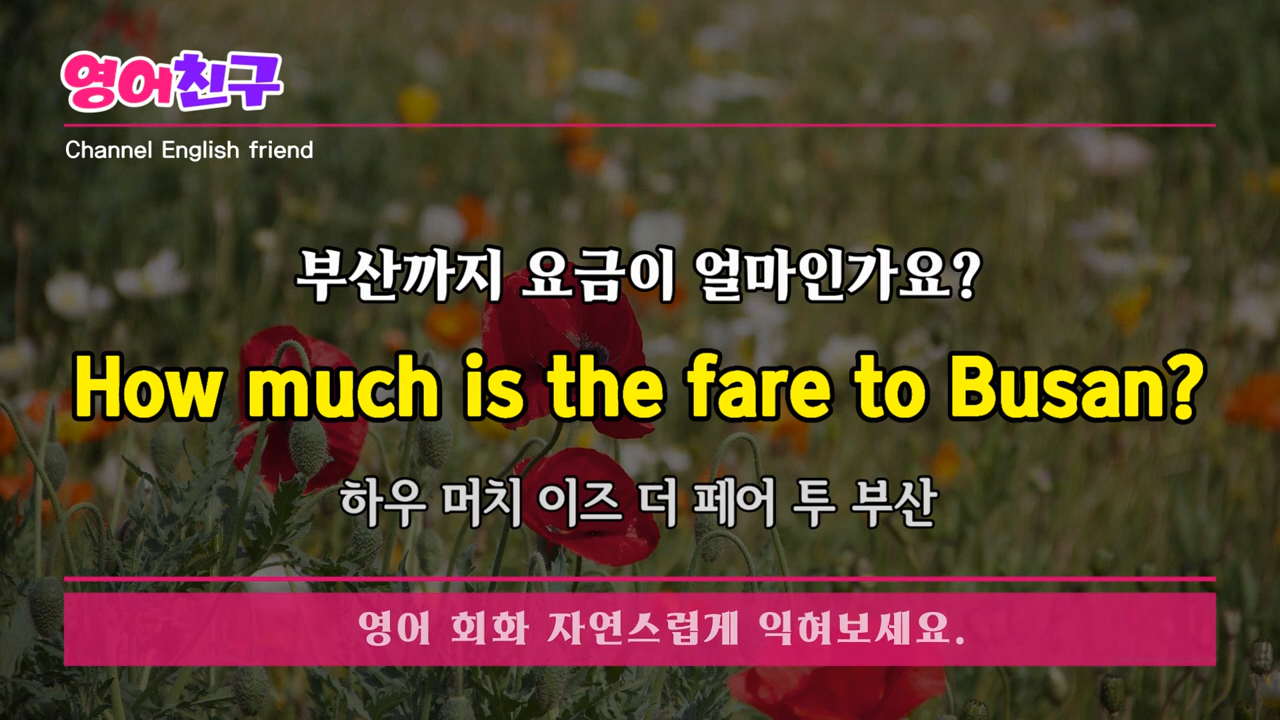 영어친구
Channel English friend
부산까지 요금이 얼마인가요?
How much is the fare to Busan?
하우 머치 이즈 더 페어 투 부산
영어 회화 자연스럽게 익혀보세요.